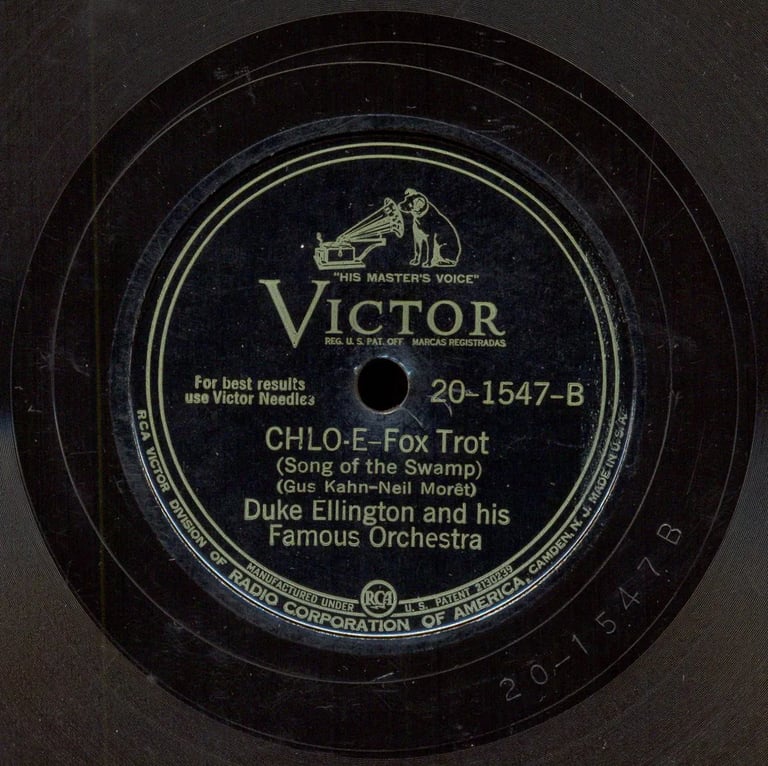 "HIS MASTER'S VOICE"
VICTOR
REG. U.S. PAT. OFF. MARCAS REGISTRADAS
For best results
use Victor Needles
20-1547-B
CHLO-E-FOX TROT
(Song of the Swamp)
(Gus Kahn-Neil Morêt)
Duke Ellington and his
Famous Orchestra
MANUFACTURED UNDER RCA U.S. PATENT 2130239
RCA VICTOR DIVISION OF RADIO CORPORATION OF AMERICA, CAMDEN, N. J. MADE IN U.S.A.
20-1547B